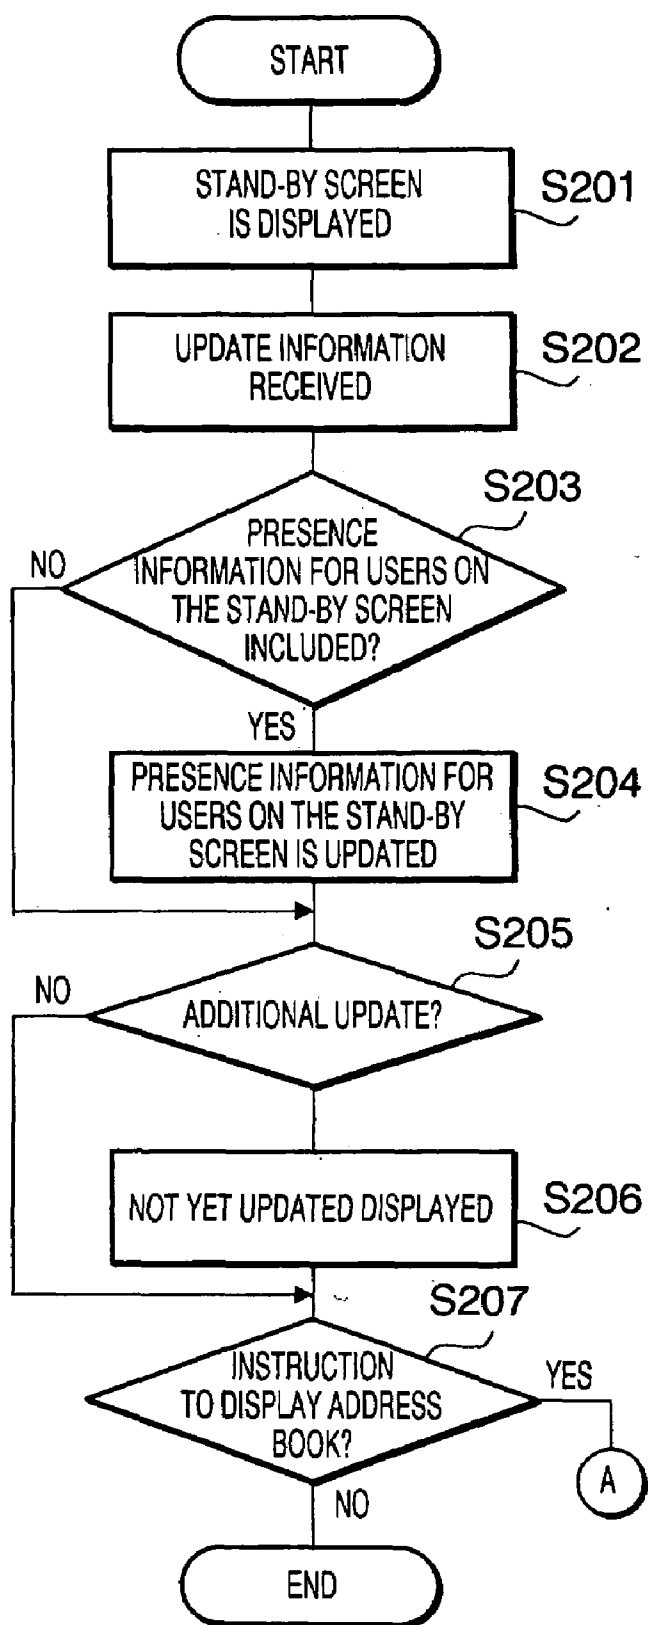 START
STAND-BY SCREEN
IS DISPLAYED
S201
UPDATE INFORMATION
RECEIVED
S202
S203
PRESENCE
INFORMATION FOR USERS ON
THE STAND-BY SCREEN
INCLUDED?
NO
YES
PRESENCE INFORMATION FOR
USERS ON THE STAND-BY
SCREEN IS UPDATED
S204
S205
NO
ADDITIONAL UPDATE?
NOT YET UPDATED DISPLAYED
S206
S207
INSTRUCTION
TO DISPLAY ADDRESS
BOOK?
YES
A
NO
END